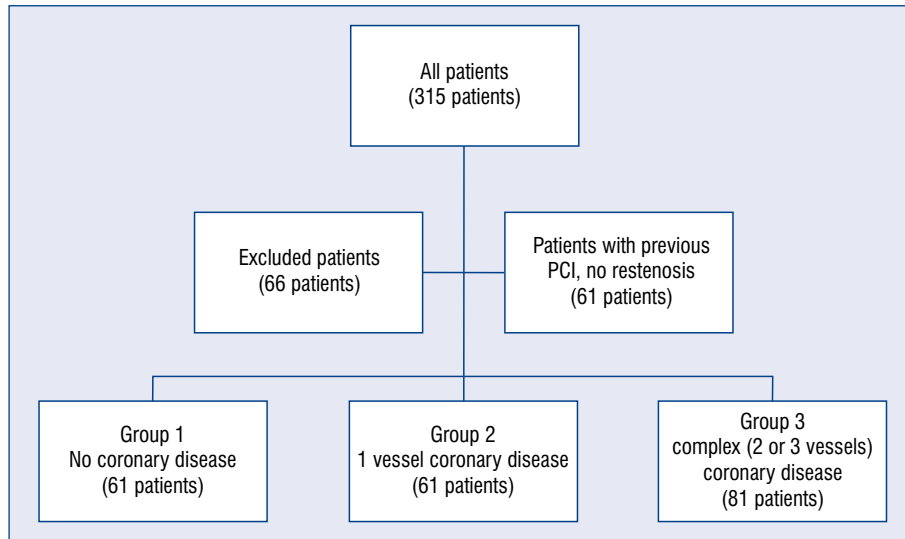 All patients
(315 patients)
Excluded patients
(66 patients)
Patients with previous
PCI, no restenosis
(61 patients)
Group 1
No coronary disease
(61 patients)
Group 2
1 vessel coronary disease
(61 patients)
Group 3
complex (2 or 3 vessels)
coronary disease
(81 patients)